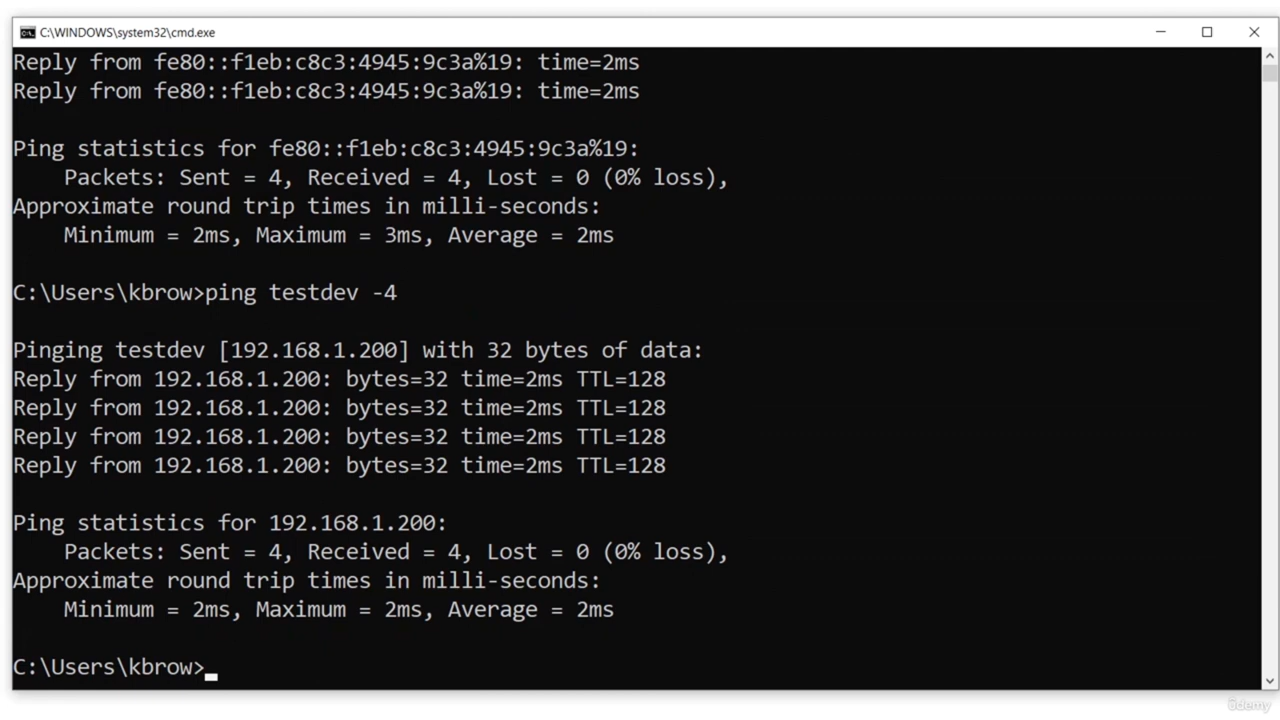 C:\WINDOWS\system32\cmd.exe
Reply from fe80::f1eb:c8c3:4945:9c3a%19: time=2ms
Reply from fe80::f1eb:c8c3:4945:9c3a%19: time=2ms
Ping statistics for fe80::f1eb:c8c3:4945:9c3a%19:
    Packets: Sent = 4, Received = 4, Lost = 0 (0% loss),
Approximate round trip times in milli-seconds:
    Minimum = 2ms, Maximum = 3ms, Average = 2ms
C:\Users\kbrow>ping testdev -4
Pinging testdev [192.168.1.200] with 32 bytes of data:
Reply from 192.168.1.200: bytes=32 time=2ms TTL=128
Reply from 192.168.1.200: bytes=32 time=2ms TTL=128
Reply from 192.168.1.200: bytes=32 time=2ms TTL=128
Reply from 192.168.1.200: bytes=32 time=2ms TTL=128
Ping statistics for 192.168.1.200:
    Packets: Sent = 4, Received = 4, Lost = 0 (0% loss),
Approximate round trip times in milli-seconds:
    Minimum = 2ms, Maximum = 2ms, Average = 2ms
C:\Users\kbrow>
ûdemy